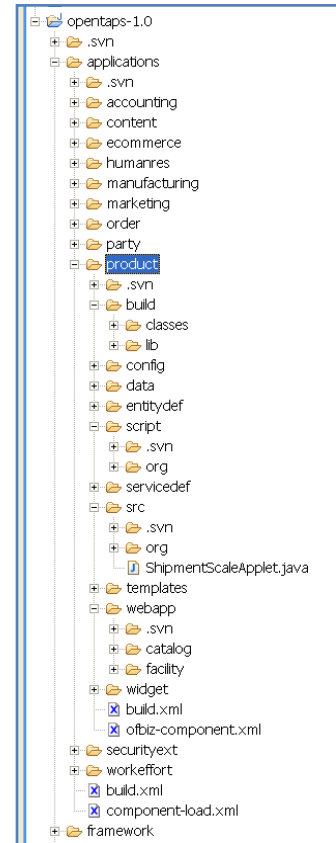 opentaps-1.0
.svn
applications
.svn
accounting
content
ecommerce
humanres
manufacturing
marketing
order
party
product
.svn
build
classes
lib
config
data
entitydef
script
.svn
org
servicedef
src
.svn
org
ShipmentScaleApplet.java
templates
webapp
.svn
catalog
facility
widget
build.xml
ofbiz-component.xml
securityext
workeffort
build.xml
component-load.xml
framework